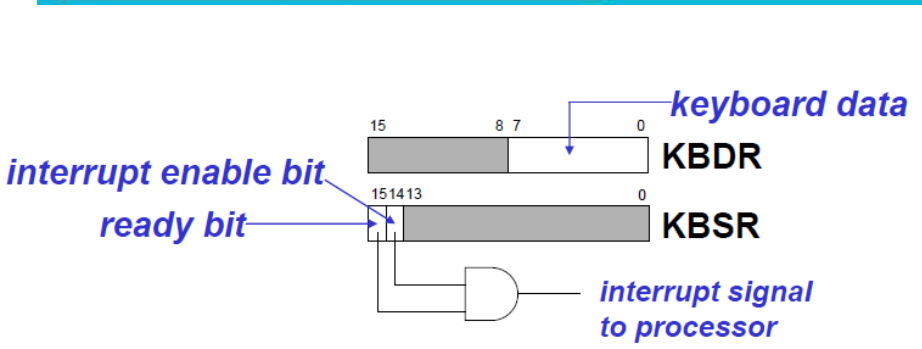 keyboard data
15 8 7 0
KBDR
interrupt enable bit
15 14 13 0
ready bit
KBSR
interrupt signal
to processor